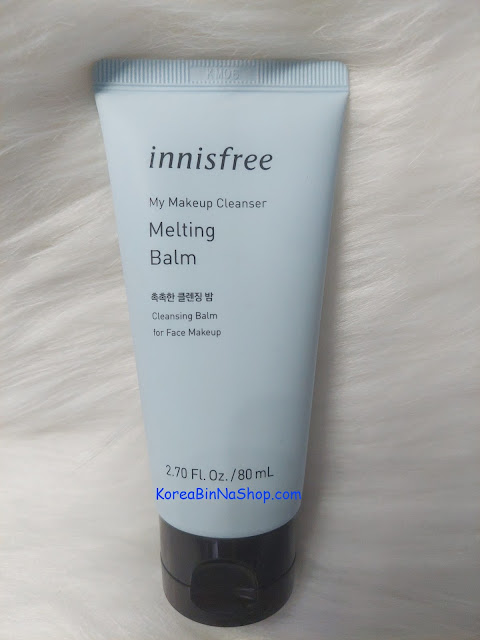 innisfree
My Makeup Cleanser
Melting
Balm
촉촉한 클렌징 밤
Cleansing Balm
for Face Makeup
2.70 FL. Oz. / 80 mL
KoreaBinNaShop.com